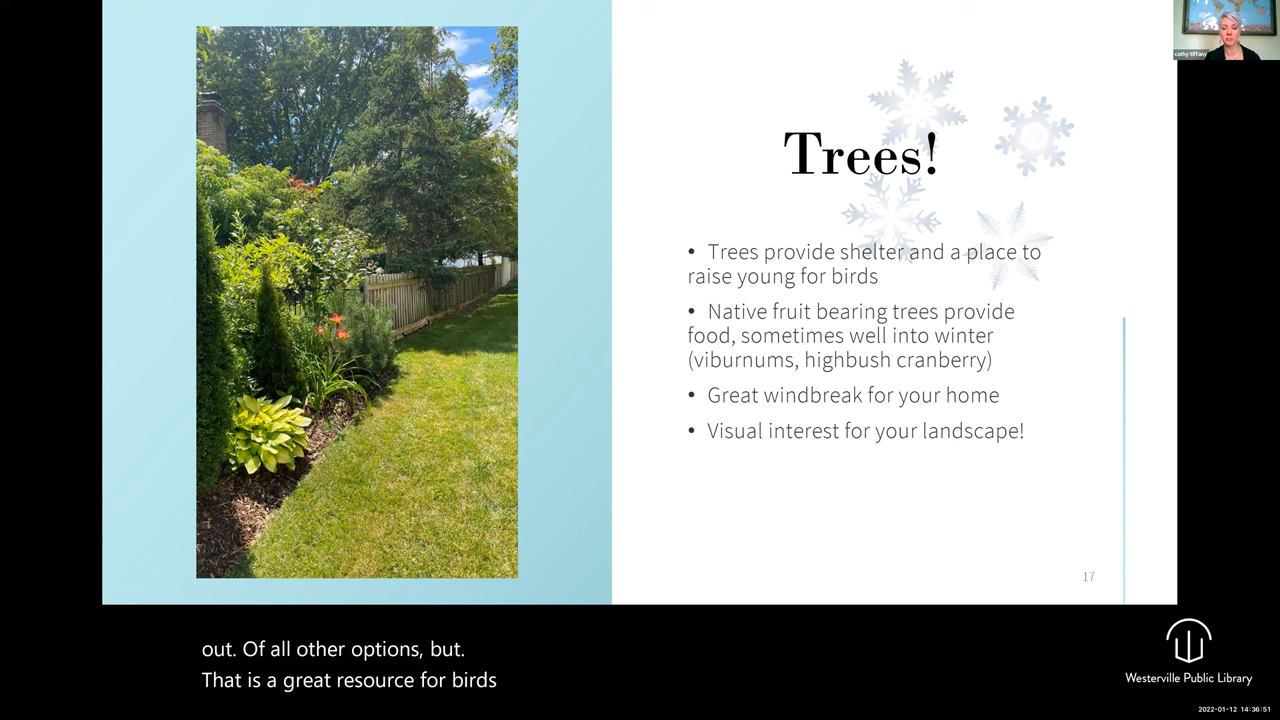 cathy tiffany
Trees!
• Trees provide shelter and a place to
raise young for birds
• Native fruit bearing trees provide
food, sometimes well into winter
(viburnums, highbush cranberry)
• Great windbreak for your home
• Visual interest for your landscape!
17
out. Of all other options, but.
That is a great resource for birds
Westerville Public Library
2022-01-12 14:36:51